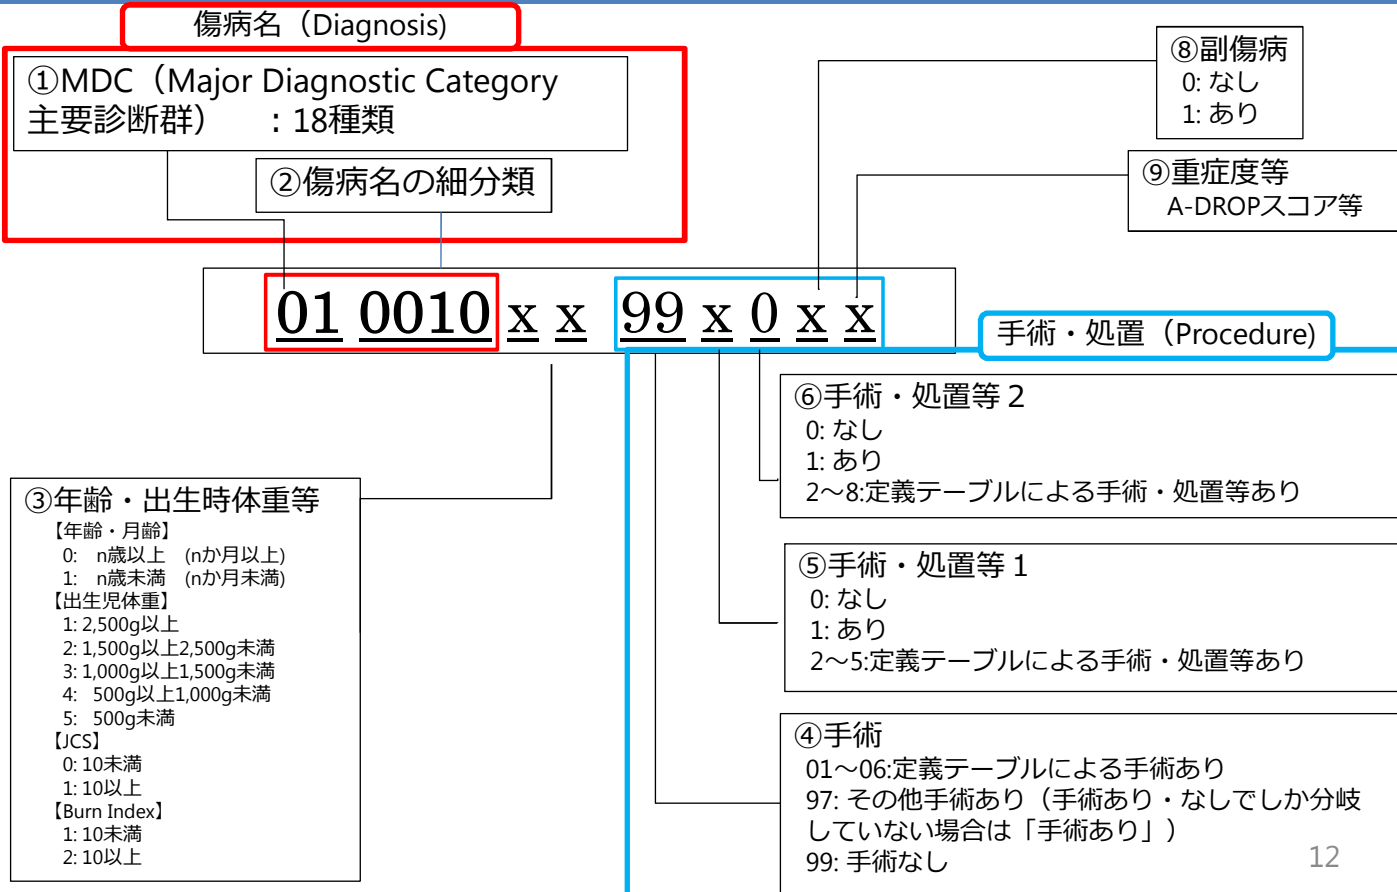 傷病名（Diagnosis)
①MDC（Major Diagnostic Category
主要診断群）　：18種類
②傷病名の細分類
⑧副傷病
0: なし
1: あり
⑨重症度等
A-DROPスコア等
01 0010 x x 99 x 0 x x
手術・処置（Procedure)
③年齢・出生時体重等
【年齢・月齢】
0:　n歳以上　(nか月以上)
1:　n歳未満　(nか月未満)
【出生児体重】
1: 2,500g以上
2: 1,500g以上2,500g未満
3: 1,000g以上1,500g未満
4:　500g以上1,000g未満
5:　500g未満
【JCS】
0: 10未満
1: 10以上
【Burn Index】
1: 10未満
2: 10以上
⑥手術・処置等２
0: なし
1: あり
2～8:定義テーブルによる手術・処置等あり
⑤手術・処置等１
0: なし
1: あり
2～5:定義テーブルによる手術・処置等あり
④手術
01～06:定義テーブルによる手術あり
97: その他手術あり（手術あり・なしでしか分岐
していない場合は「手術あり」）
99: 手術なし
12